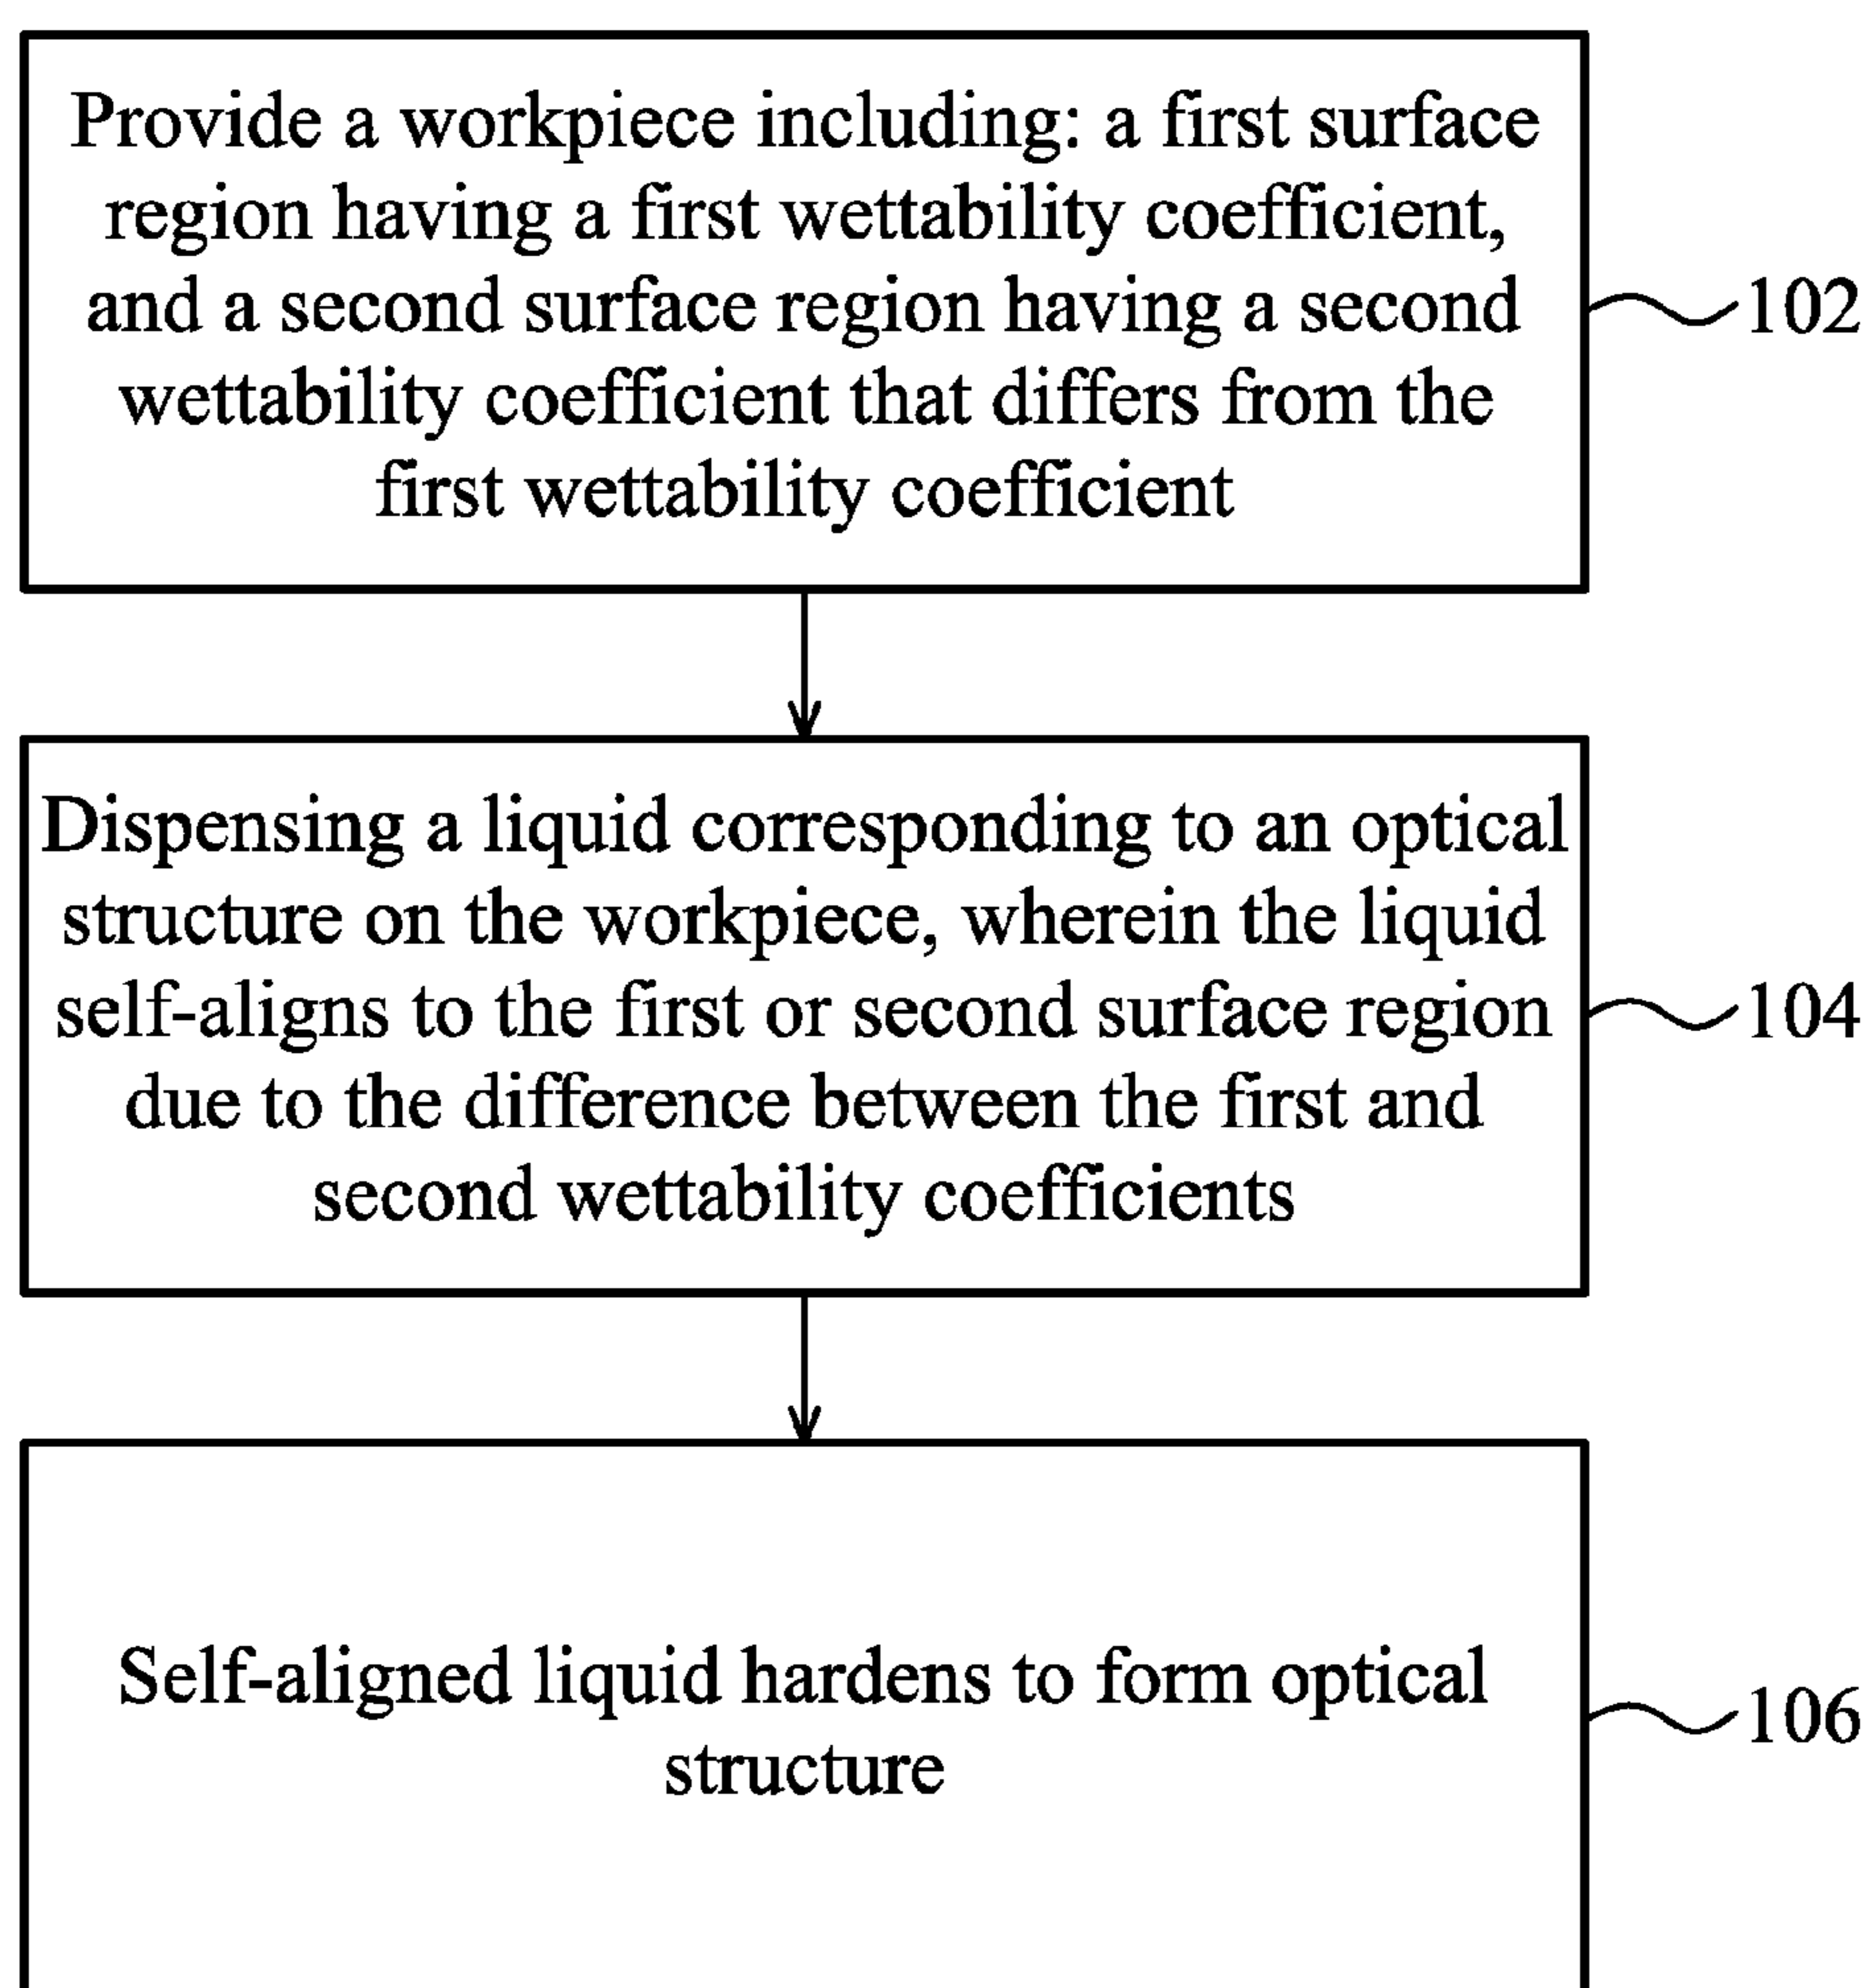 Provide a workpiece including: a first surface
region having a first wettability coefficient,
and a second surface region having a second
wettability coefficient that differs from the
first wettability coefficient
102
Dispensing a liquid corresponding to an optical
structure on the workpiece, wherein the liquid
self-aligns to the first or second surface region
due to the difference between the first and
second wettability coefficients
104
Self-aligned liquid hardens to form optical
structure
106